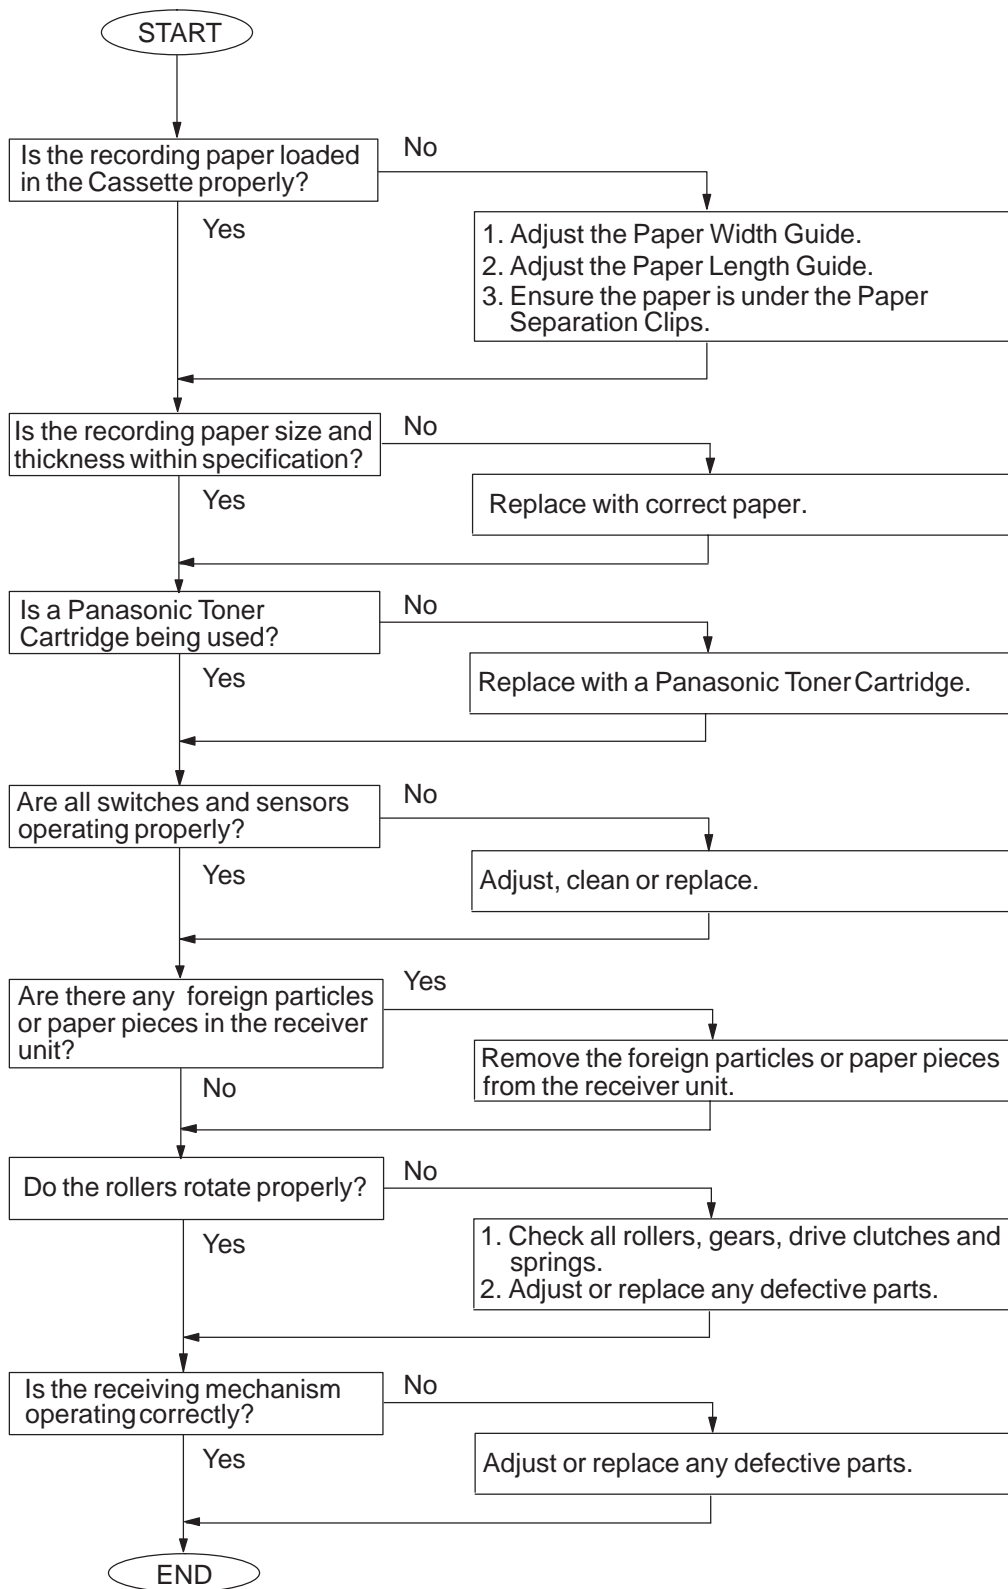 START
Is the recording paper loaded
in the Cassette properly?
No
Yes
1. Adjust the Paper Width Guide.
2. Adjust the Paper Length Guide.
3. Ensure the paper is under the Paper
Separation Clips.
Is the recording paper size and
thickness within specification?
No
Yes
Replace with correct paper.
Is a Panasonic Toner
Cartridge being used?
No
Yes
Replace with a Panasonic Toner Cartridge.
Are all switches and sensors
operating properly?
No
Yes
Adjust, clean or replace.
Are there any foreign particles
or paper pieces in the receiver
unit?
Yes
No
Remove the foreign particles or paper pieces
from the receiver unit.
Do the rollers rotate properly?
No
Yes
1. Check all rollers, gears, drive clutches and
springs.
2. Adjust or replace any defective parts.
Is the receiving mechanism
operating correctly?
No
Yes
Adjust or replace any defective parts.
END